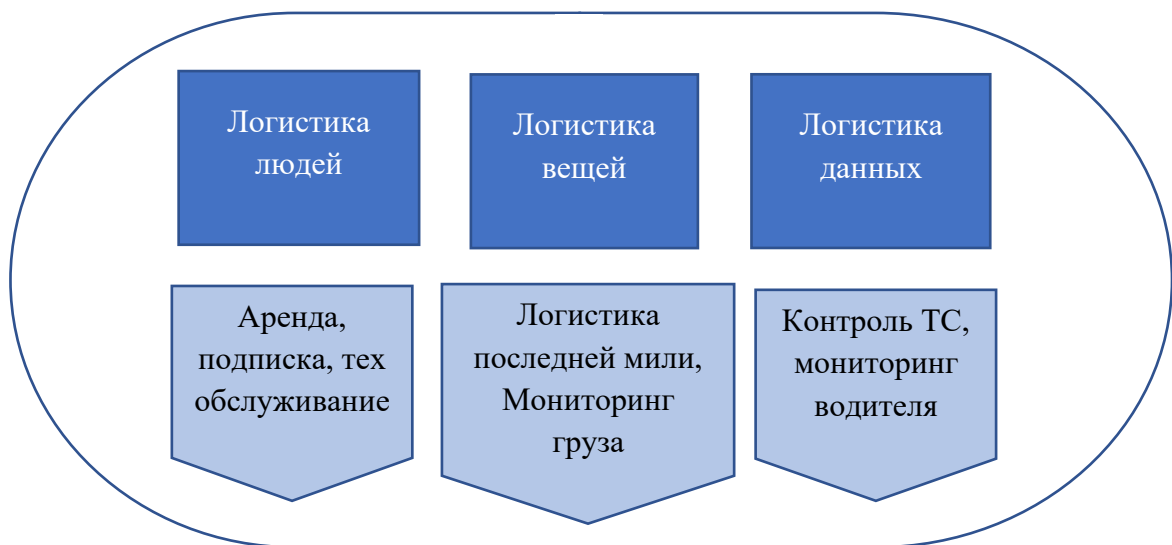 Логистика
людей
Логистика
вещей
Логистика
данных
Аренда,
подписка, тех
обслуживание
Логистика
последней мили,
Мониторинг
груза
Контроль ТС,
мониторинг
водителя